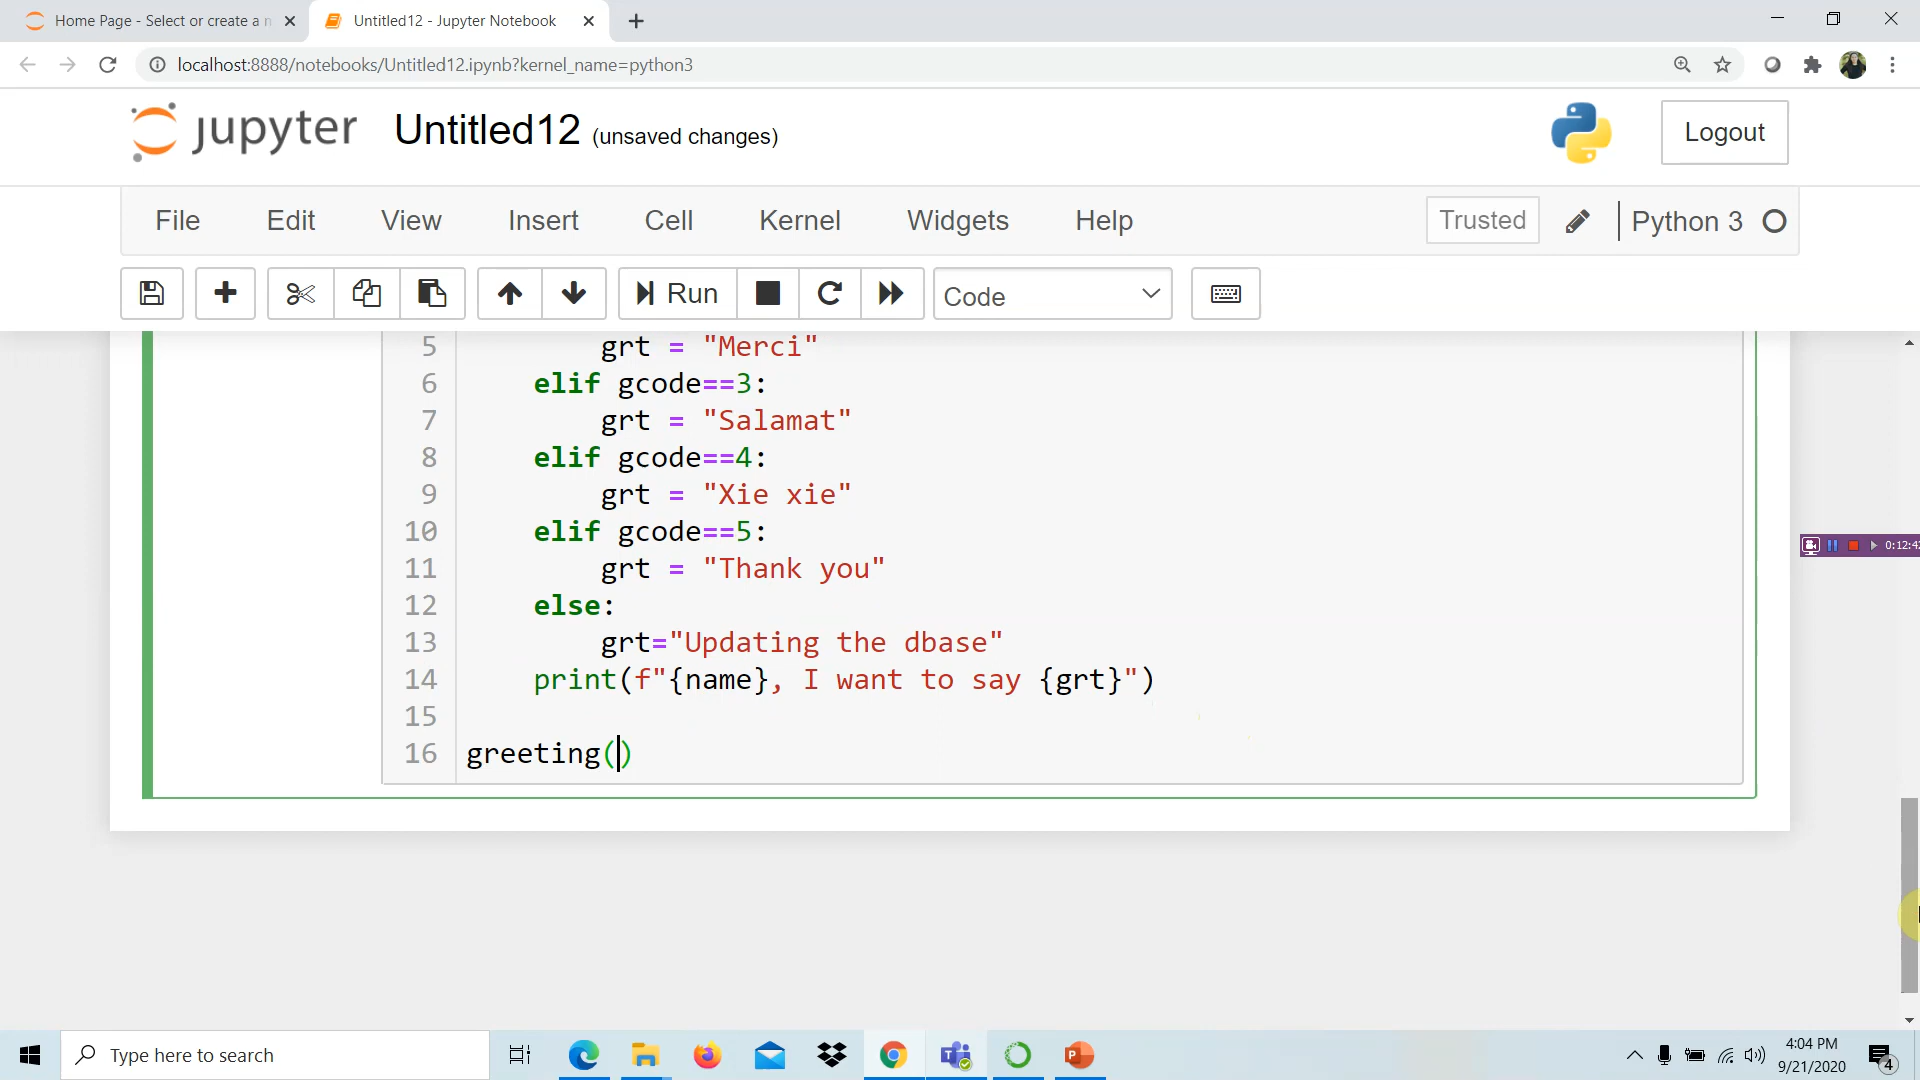 Home Page - Select or create a n
Untitled12 - Jupyter Notebook
localhost:8888/notebooks/Untitled12.ipynb?kernel_name=python3
jupyter Untitled12 (unsaved changes)
Logout
File Edit View Insert Cell Kernel Widgets Help Trusted Python 3
Run Code
5 grt = "Merci"
6 elif gcode==3:
7 grt = "Salamat"
8 elif gcode==4:
9 grt = "Xie xie"
10 elif gcode==5:
11 grt = "Thank you"
12 else:
13 grt="Updating the dbase"
14 print(f"{name}, I want to say {grt}")
15
16 greeting()
0:12:42
Type here to search
4:04 PM
9/21/2020
4